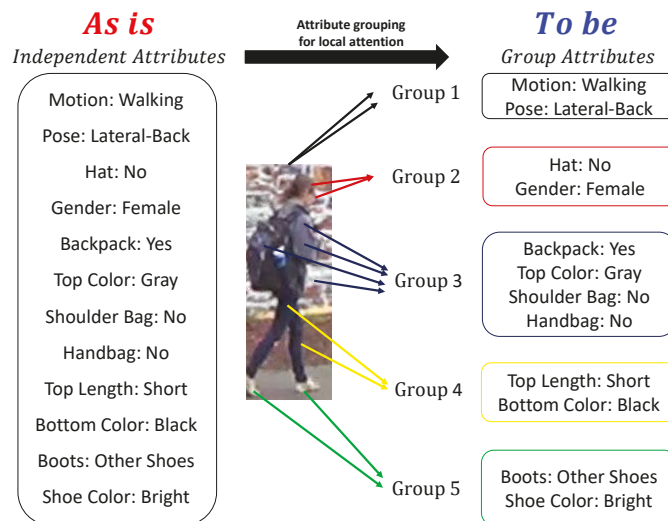 As is
Independent Attributes
Motion: Walking
Pose: Lateral-Back
Hat: No
Gender: Female
Backpack: Yes
Top Color: Gray
Shoulder Bag: No
Handbag: No
Top Length: Short
Bottom Color: Black
Boots: Other Shoes
Shoe Color: Bright
Attribute grouping
for local attention
Group 1
Group 2
Group 3
Group 4
Group 5
To be
Group Attributes
Motion: Walking
Pose: Lateral-Back
Hat: No
Gender: Female
Backpack: Yes
Top Color: Gray
Shoulder Bag: No
Handbag: No
Top Length: Short
Bottom Color: Black
Boots: Other Shoes
Shoe Color: Bright